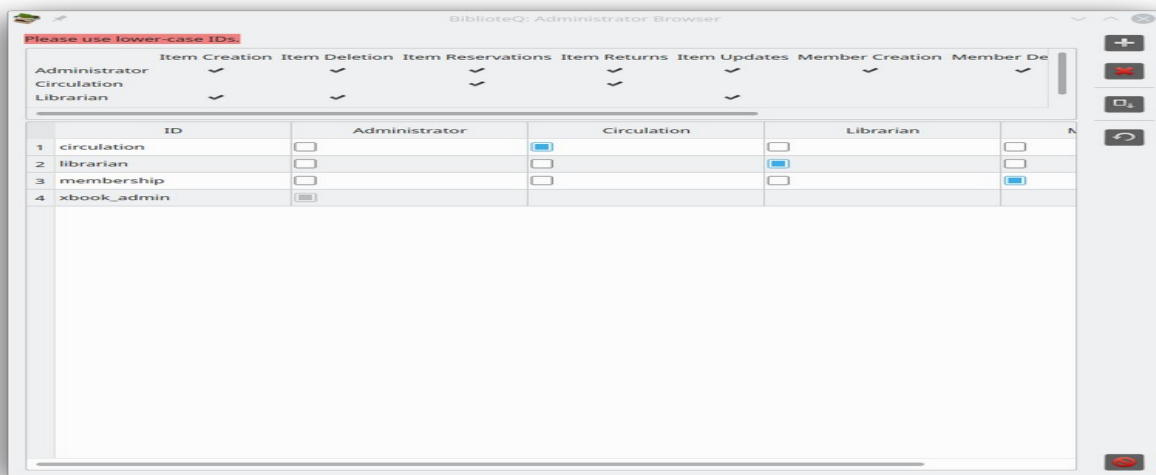 BiblioteQ: Administrator Browser
Please use lower-case IDs.
Item Creation Item Deletion Item Reservations Item Returns Item Updates Member Creation Member De
Administrator
Circulation
Librarian
ID Administrator Circulation Librarian
1 circulation
2 librarian
3 membership
4 xbook_admin